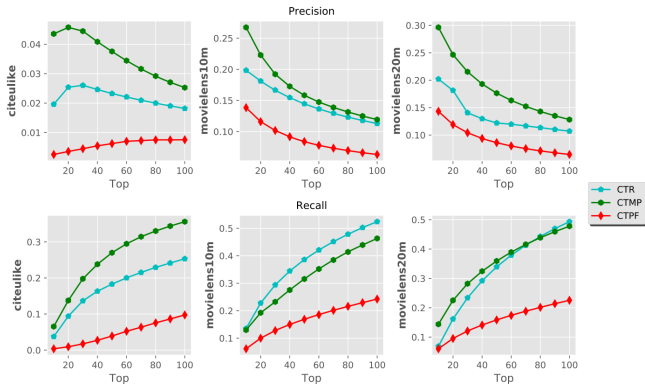 Precision
citeulike
0.04
0.03
0.02
0.01
20 40 60 80 100
Top
movielens10m
0.25
0.20
0.15
0.10
20 40 60 80 100
Top
movielens20m
0.30
0.25
0.20
0.15
0.10
20 40 60 80 100
Top
CTR
CTMP
CTPF
Recall
citeulike
0.3
0.2
0.1
0.0
20 40 60 80 100
Top
movielens10m
0.5
0.4
0.3
0.2
0.1
20 40 60 80 100
Top
movielens20m
0.5
0.4
0.3
0.2
0.1
0.0
20 40 60 80 100
Top